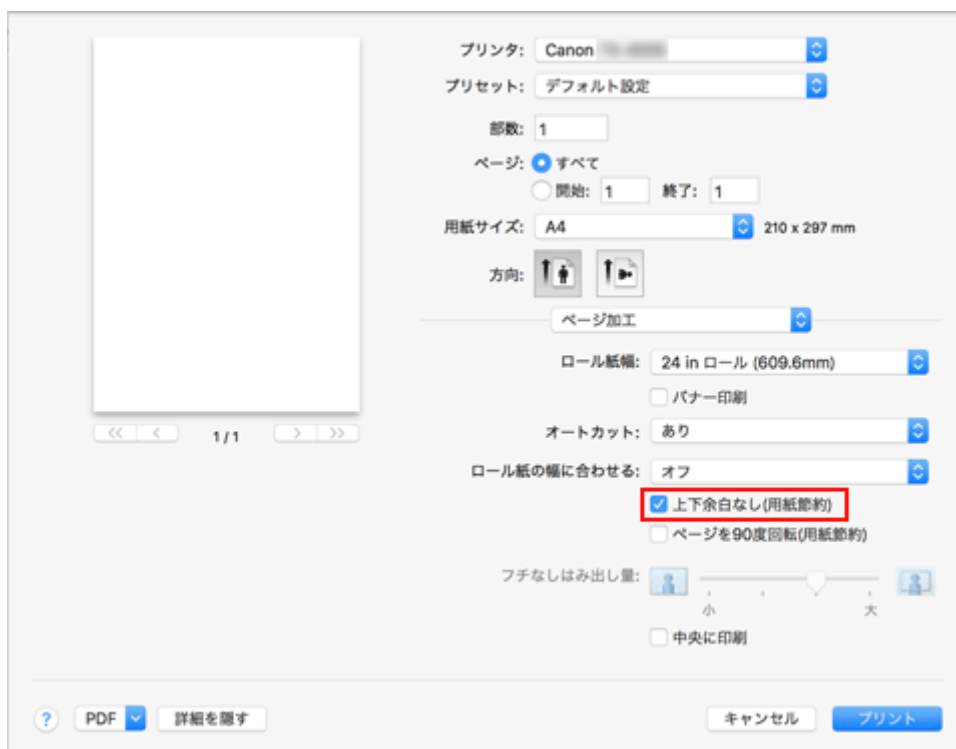 プリンタ: Canon
プリセット: デフォルト設定
部数: 1
ページ: すべて
開始: 1 終了: 1
用紙サイズ: A4 210 x 297 mm
方向:
ページ加工
ロール紙幅: 24 in ロール (609.6mm)
バナー印刷
オートカット: あり
ロール紙の幅に合わせる: オフ
上下余白なし(用紙節約)
ページを90度回転(用紙節約)
フチなしはみ出し量:
小 大
中央に印刷
1 / 1
? PDF 詳細を隠す キャンセル プリント